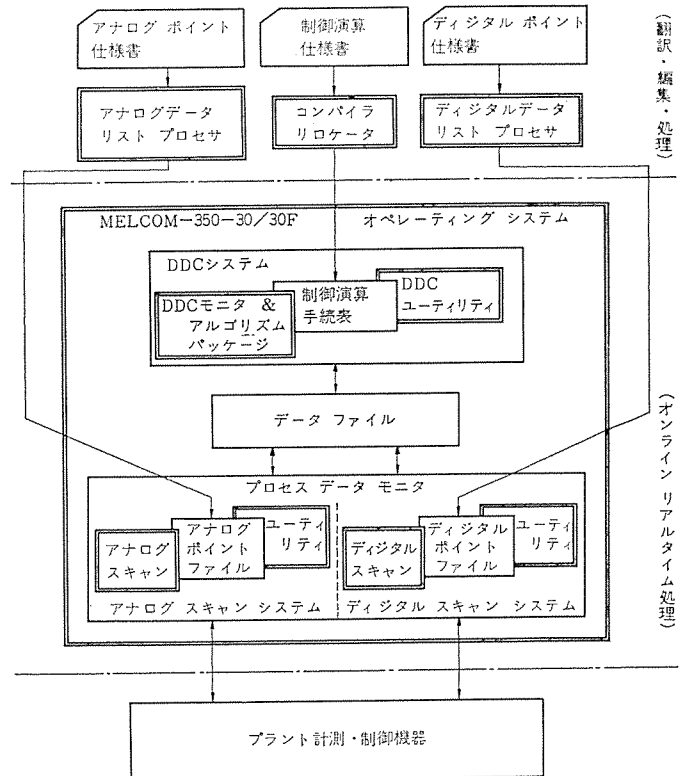 アナログ ポイント
仕様書
制御演算
仕様書
ディジタル ポイント
仕様書
(翻訳・編集・処理)
アナログデータ
リスト プロセサ
コンパイラ
リロケータ
ディジタルデータ
リスト プロセサ
MELCOM-350-30/30F オペレーティング システム
DDCシステム
DDCモニタ &
アルゴリズム
パッケージ
制御演算
手続表
DDC
ユーティリティ
データ ファイル
(オンライン リアルタイム処理)
プロセス データ モニタ
アナログ
スキャン
アナログ
ポイント
ファイル
ユーティ
リティ
ディジタル
スキャン
ディジタル
ポイント
ファイル
ユーティ
リティ
アナログ スキャン システム
ディジタル スキャン システム
プラント計測・制御機器